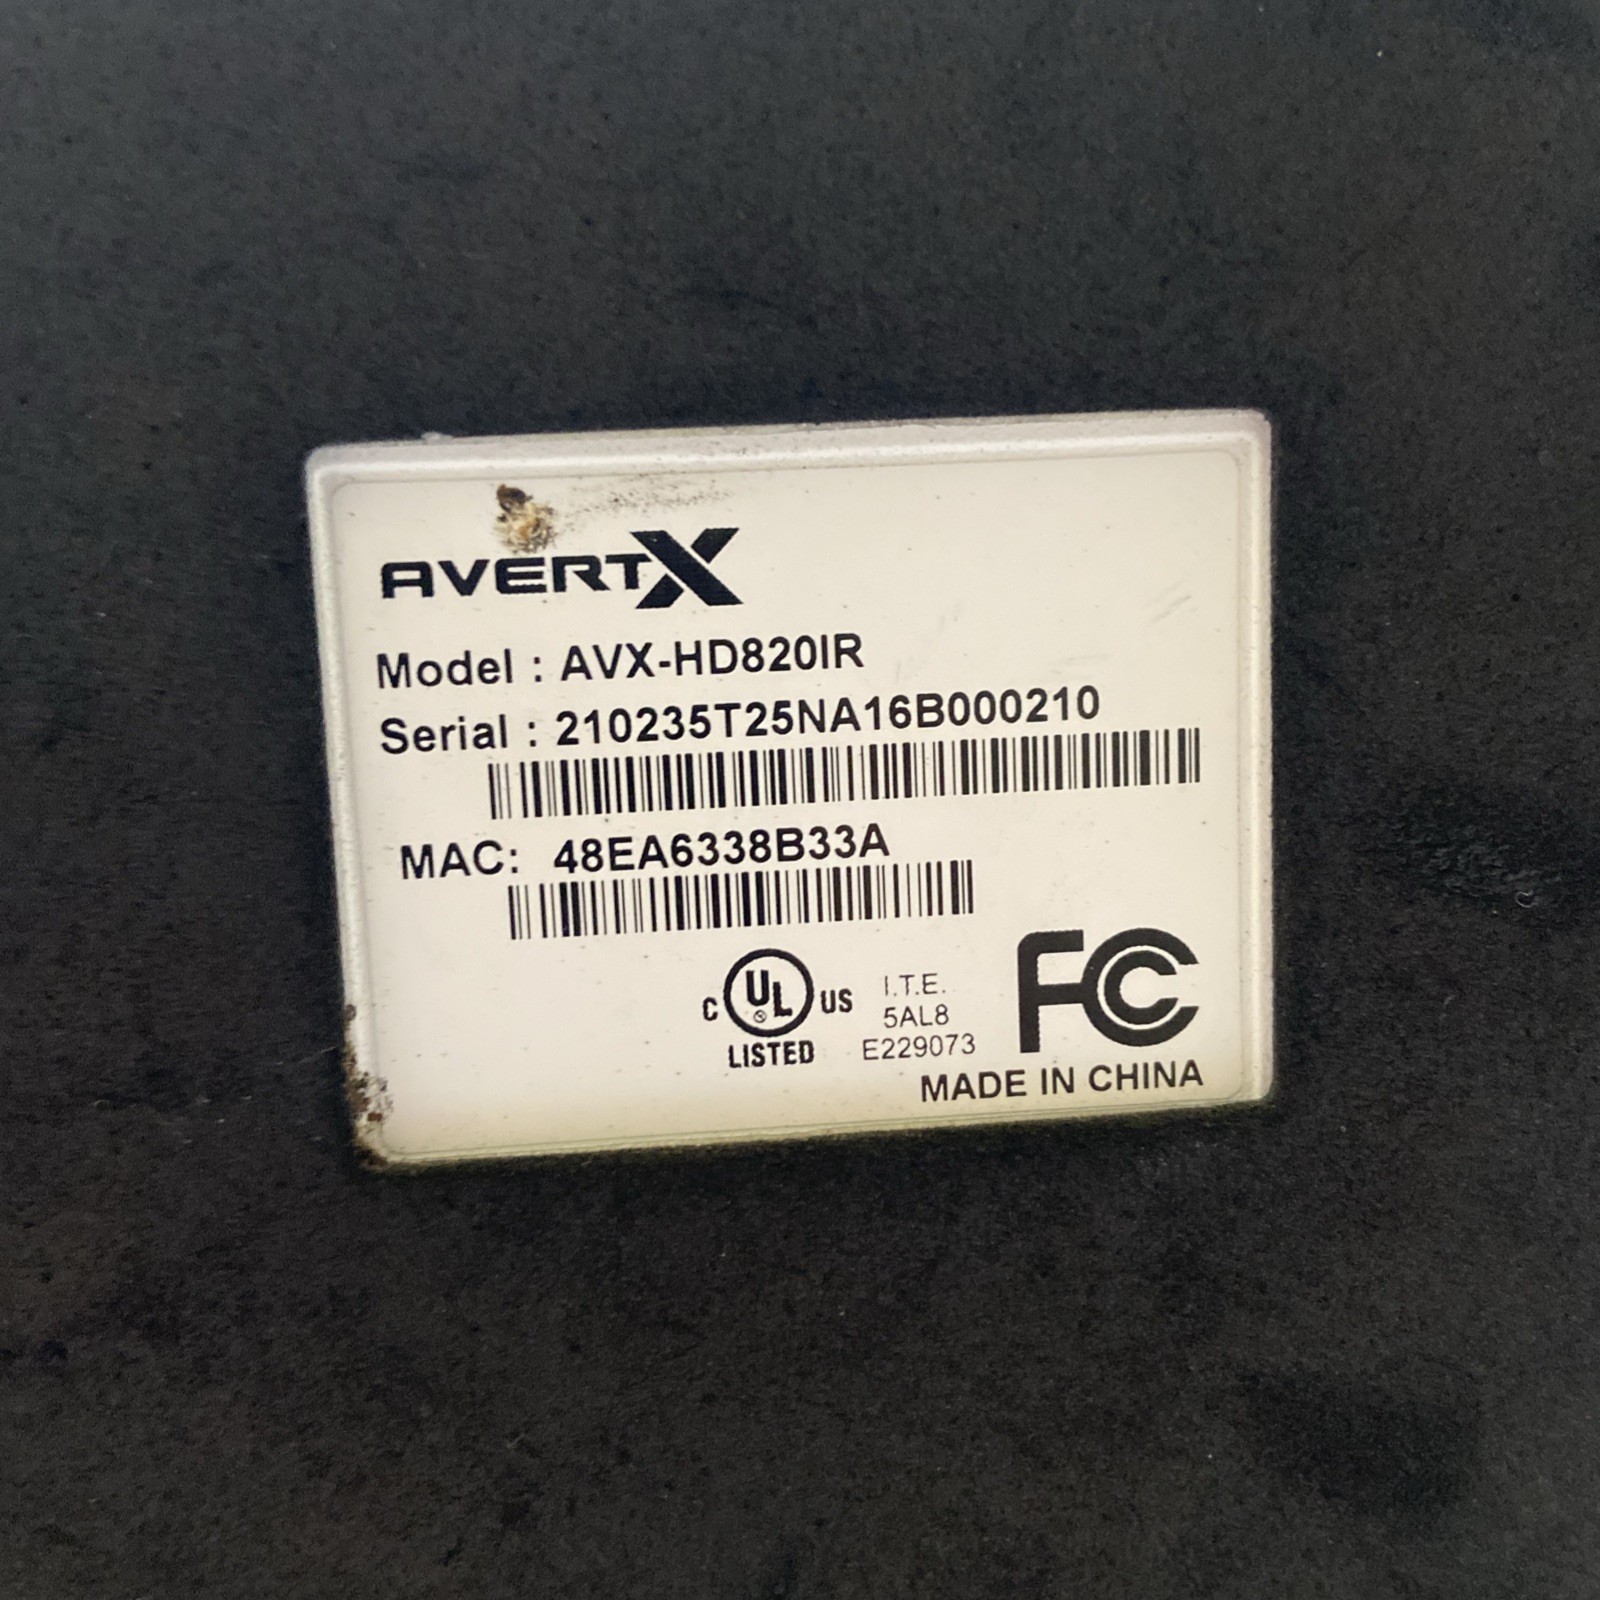 AVERTX
Model : AVX-HD820IR
Serial : 210235T25NA16B000210
MAC: 48EA6338B33A
C UL US
LISTED
I.T.E.
5AL8
E229073
FC
MADE IN CHINA